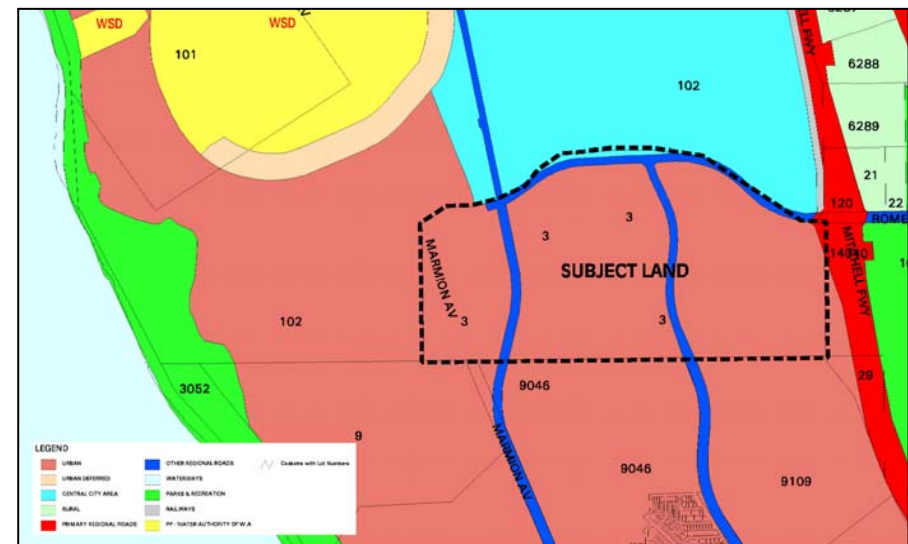 WSD
WSD
101
102
6288
6289
21
22
120
ROME
3
3
14040
MITCHELL FWY
SUBJECT LAND
MARMION AV
3
3
102
29
3052
9046
9
MARMION AV
9046
9109
LEGEND
URBAN
URBAN DEFERRED
CENTRAL CITY AREA
RURAL
PRIMARY REGIONAL ROADS
OTHER REGIONAL ROADS
WATERWAYS
PARKS & RECREATION
RAILWAYS
PP - WATER AUTHORITY OF W.A
Cadastre with Lot Numbers